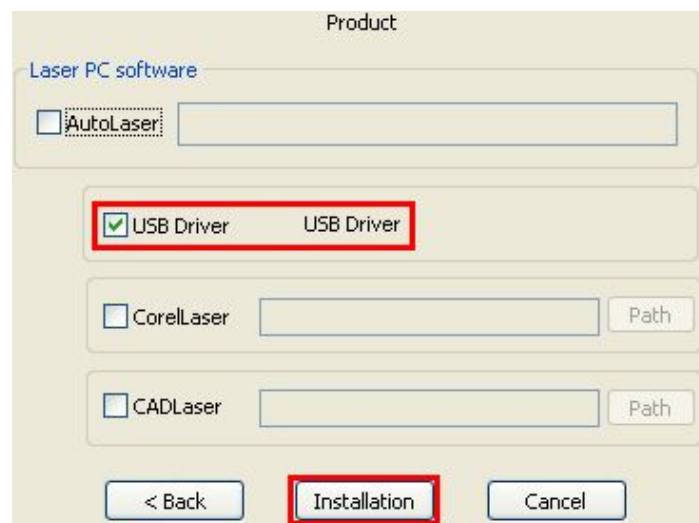 Product
Laser PC software
AutoLaser
USB Driver USB Driver
CorelLaser Path
CADLaser Path
< Back Installation Cancel